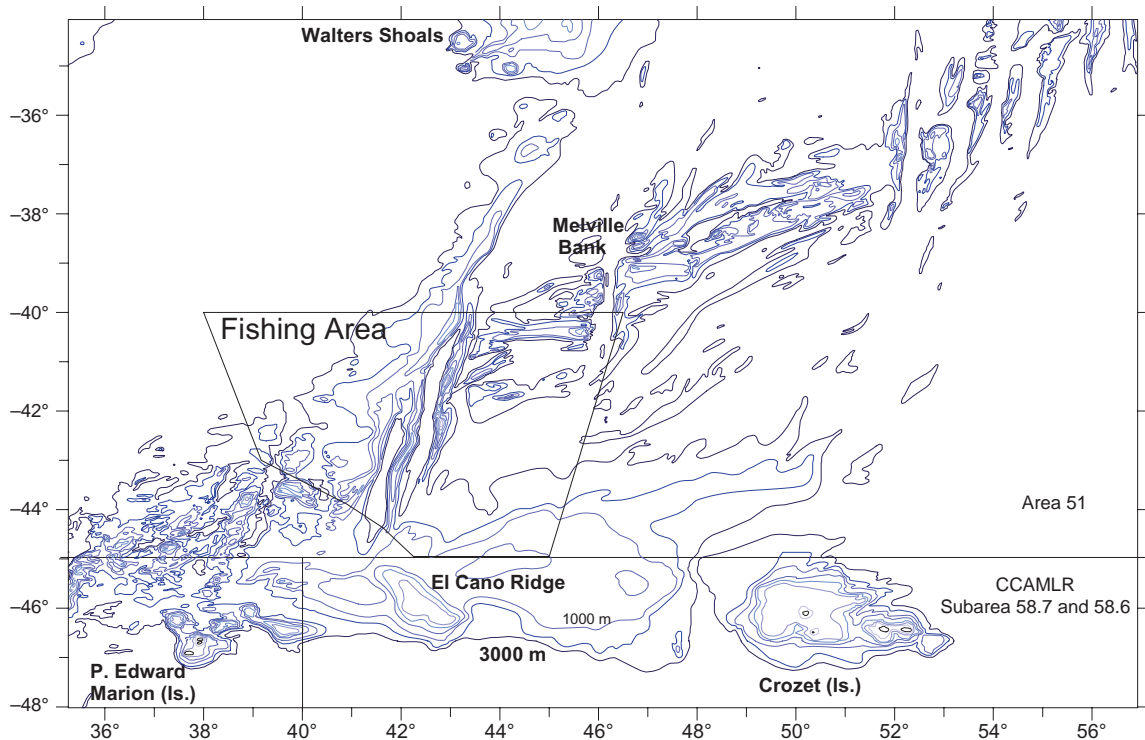 Walters Shoals
–36°
–38°
Melville
Bank
–40°
Fishing Area
–42°
–44°
Area 51
El Cano Ridge
CCAMLR
Subarea 58.7 and 58.6
–46°
1000 m
3000 m
P. Edward
Marion (Is.)
Crozet (Is.)
–48°
36° 38° 40° 42° 44° 46° 48° 50° 52° 54° 56°